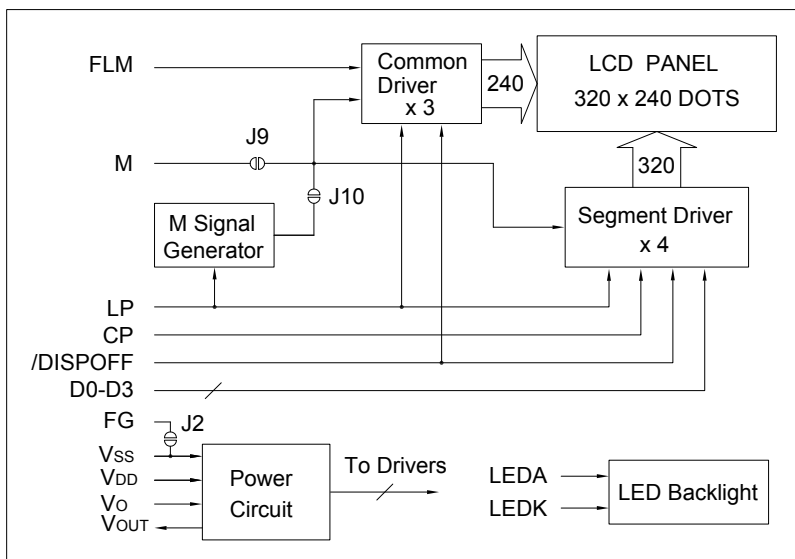 FLM
Common
Driver
x 3
240
LCD PANEL
320 x 240 DOTS
J9
M
J10
320
M Signal
Generator
Segment Driver
x 4
LP
CP
/DISPOFF
D0-D3
FG
J2
VSS
VDD
VO
VOUT
Power
Circuit
To Drivers
LEDA
LEDK
LED Backlight